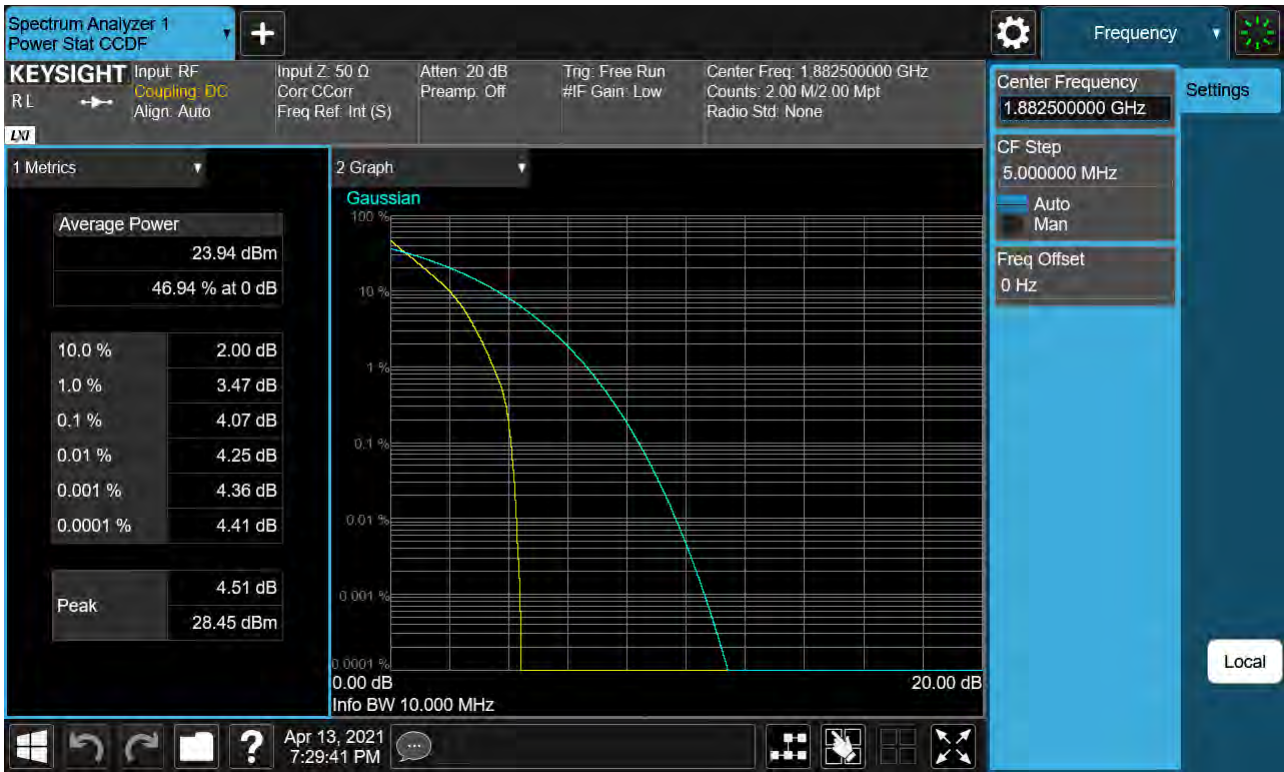 Spectrum Analyzer 1
Power Stat CCDF
Frequency
KEYSIGHT
RL
LXI
Input: RF
Coupling: DC
Align: Auto
Input Z: 50 Ω
Corr CCorr
Freq Ref: Int (S)
Atten: 20 dB
Preamp: Off
Trig: Free Run
#IF Gain: Low
Center Freq: 1.882500000 GHz
Counts: 2.00 M/2.00 Mpt
Radio Std: None
Center Frequency
1.882500000 GHz
Settings
CF Step
5.000000 MHz
Auto
Man
Freq Offset
0 Hz
Local
1 Metrics
Average Power
23.94 dBm
46.94 % at 0 dB
10.0 % 2.00 dB
1.0 % 3.47 dB
0.1 % 4.07 dB
0.01 % 4.25 dB
0.001 % 4.36 dB
0.0001 % 4.41 dB
Peak 4.51 dB
28.45 dBm
2 Graph
Gaussian
100 %
10 %
1 %
0.1 %
0.01 %
0.001 %
0.0001 %
0.00 dB 20.00 dB
Info BW 10.000 MHz
?
Apr 13, 2021
7:29:41 PM